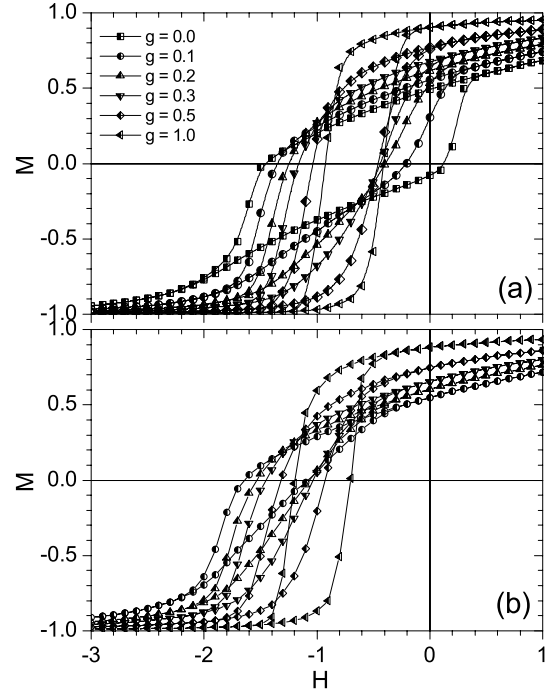 1.0
0.5
0.0
-0.5
-1.0
M
g = 0.0
g = 0.1
g = 0.2
g = 0.3
g = 0.5
g = 1.0
(a)
1.0
0.5
0.0
-0.5
-1.0
M
(b)
-3 -2 -1 0 1
H